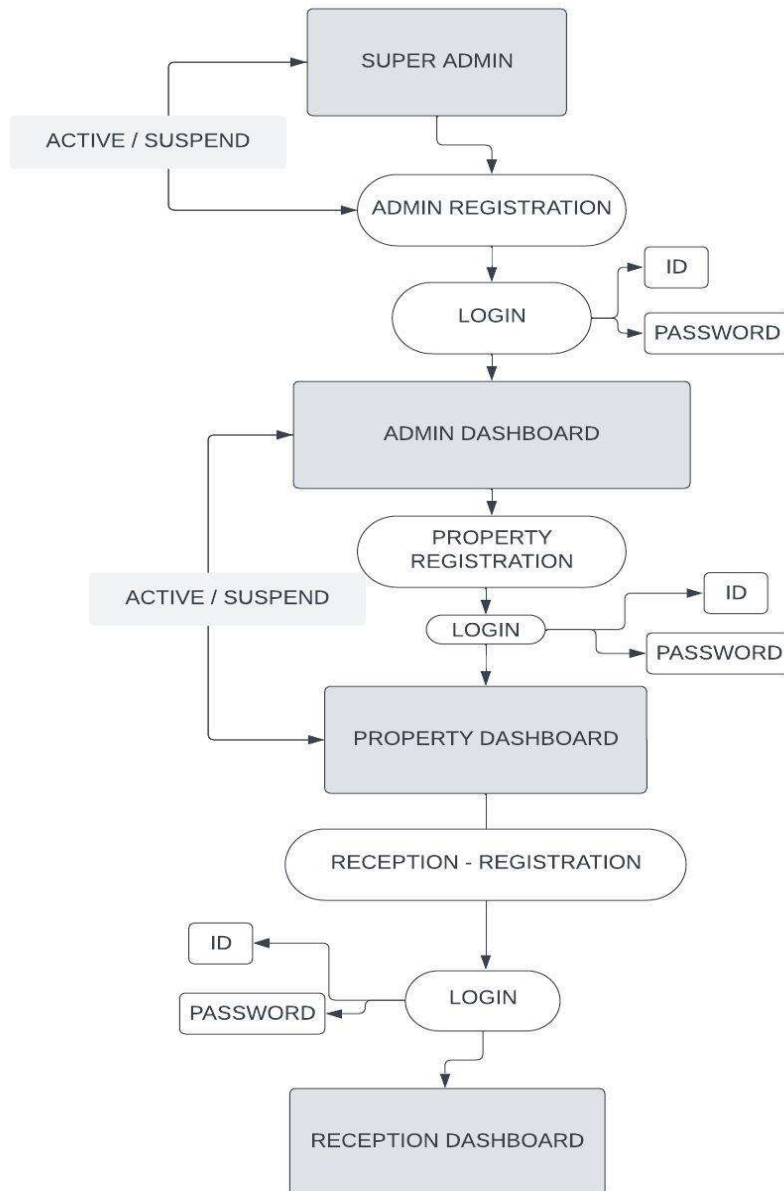 SUPER ADMIN
ACTIVE / SUSPEND
ADMIN REGISTRATION
ID
LOGIN
PASSWORD
ADMIN DASHBOARD
PROPERTY
REGISTRATION
ACTIVE / SUSPEND
ID
LOGIN
PASSWORD
PROPERTY DASHBOARD
RECEPTION - REGISTRATION
ID
LOGIN
PASSWORD
RECEPTION DASHBOARD